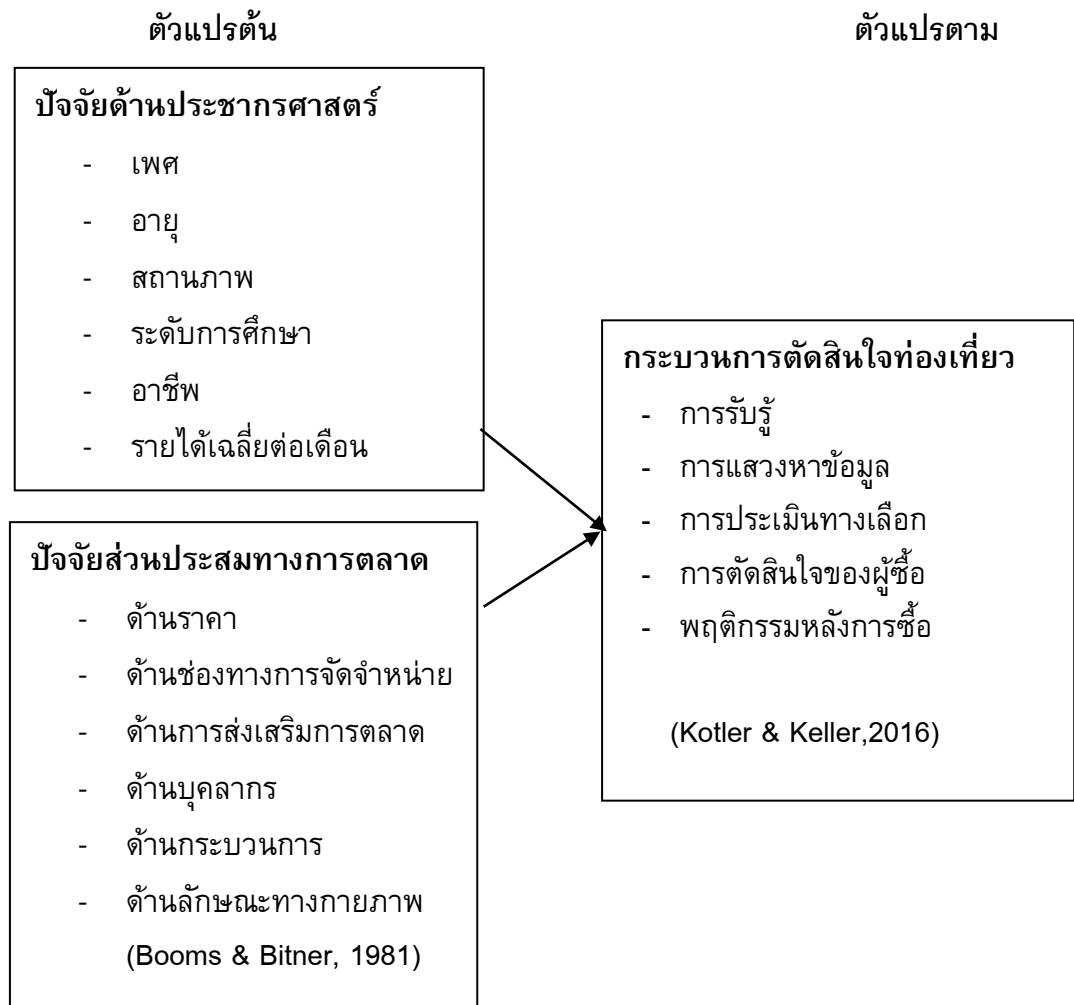 ตัวแปรต้น
ตัวแปรตาม
ปัจจัยด้านประชากรศาสตร์
- เพศ
- อายุ
- สถานภาพ
- ระดับการศึกษา
- อาชีพ
- รายได้เฉลี่ยต่อเดือน
ปัจจัยส่วนประสมทางการตลาด
- ด้านราคา
- ด้านช่องทางการจัดจำหน่าย
- ด้านการส่งเสริมการตลาด
- ด้านบุคลากร
- ด้านกระบวนการ
- ด้านลักษณะทางกายภาพ
(Booms & Bitner, 1981)
กระบวนการตัดสินใจท่องเที่ยว
- การรับรู้
- การแสวงหาข้อมูล
- การประเมินทางเลือก
- การตัดสินใจของผู้ซื้อ
- พฤติกรรมหลังการซื้อ
(Kotler & Keller,2016)